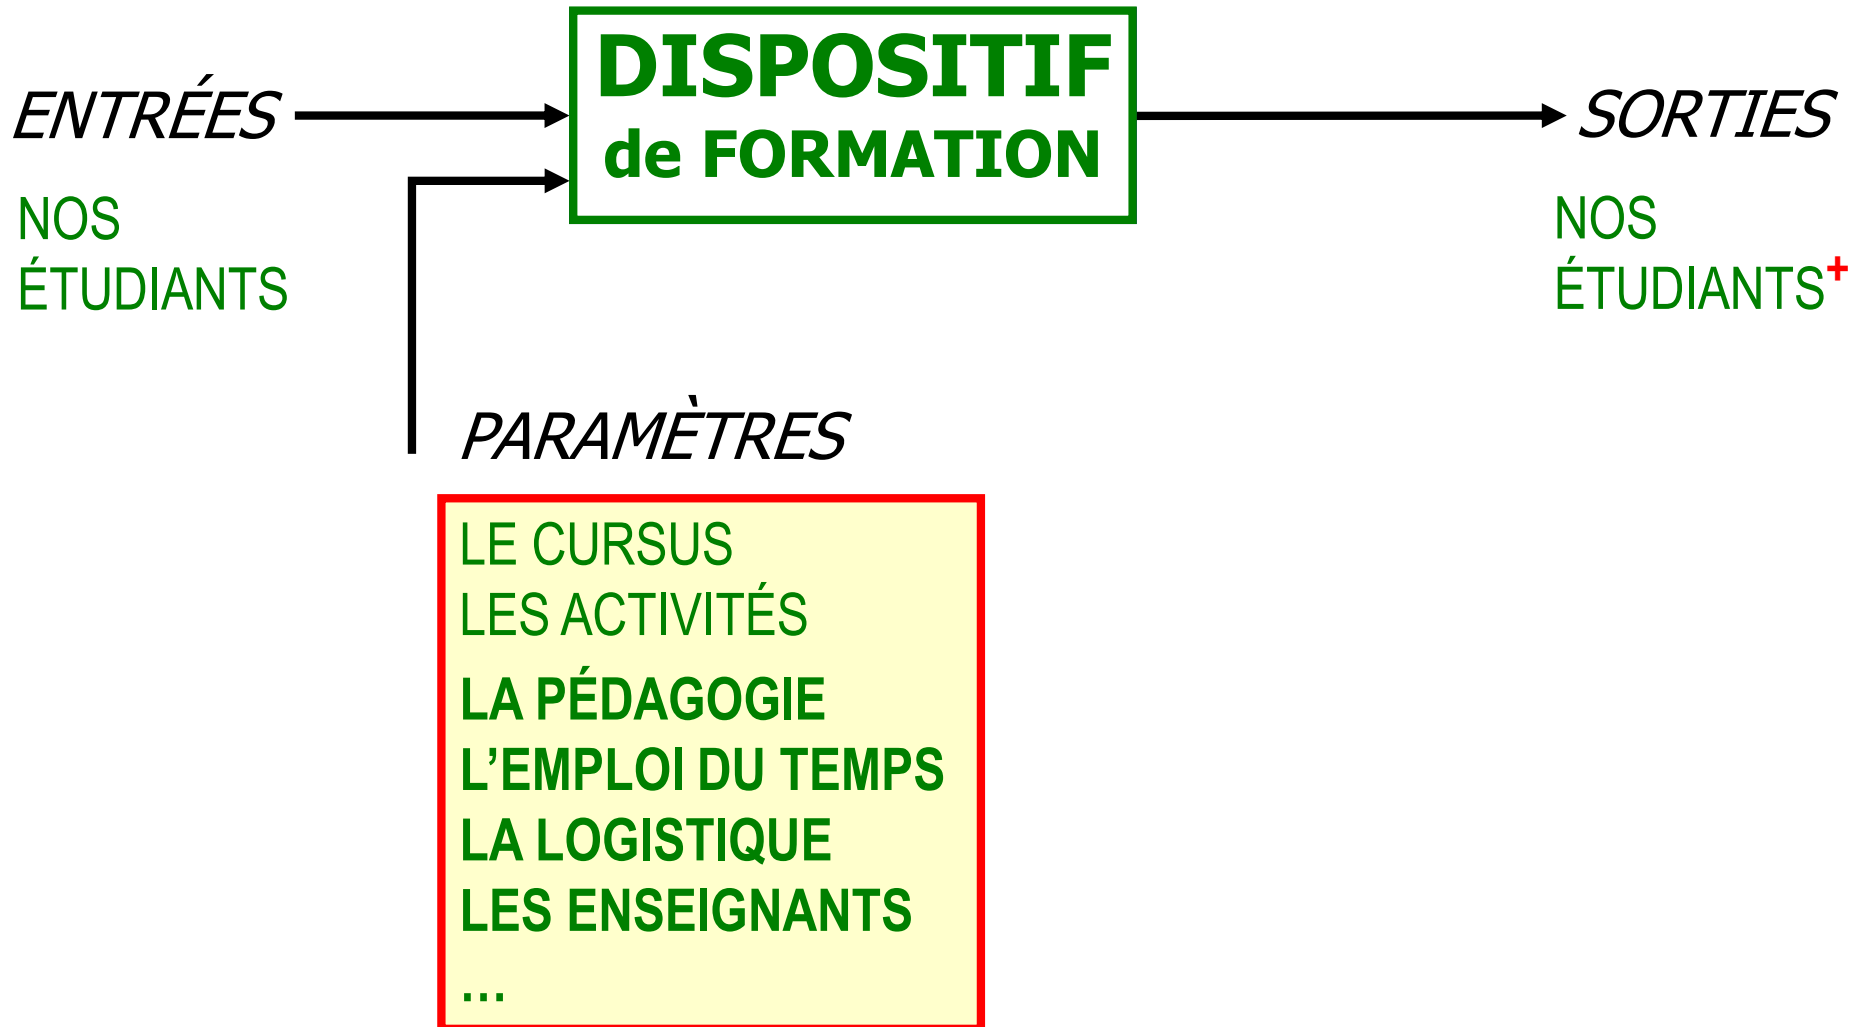 DISPOSITIF
de FORMATION
ENTRÉES
SORTIES
NOS
ÉTUDIANTS
NOS
ÉTUDIANTS+
PARAMÈTRES
LE CURSUS
LES ACTIVITÉS
LA PÉDAGOGIE
L’EMPLOI DU TEMPS
LA LOGISTIQUE
LES ENSEIGNANTS
…